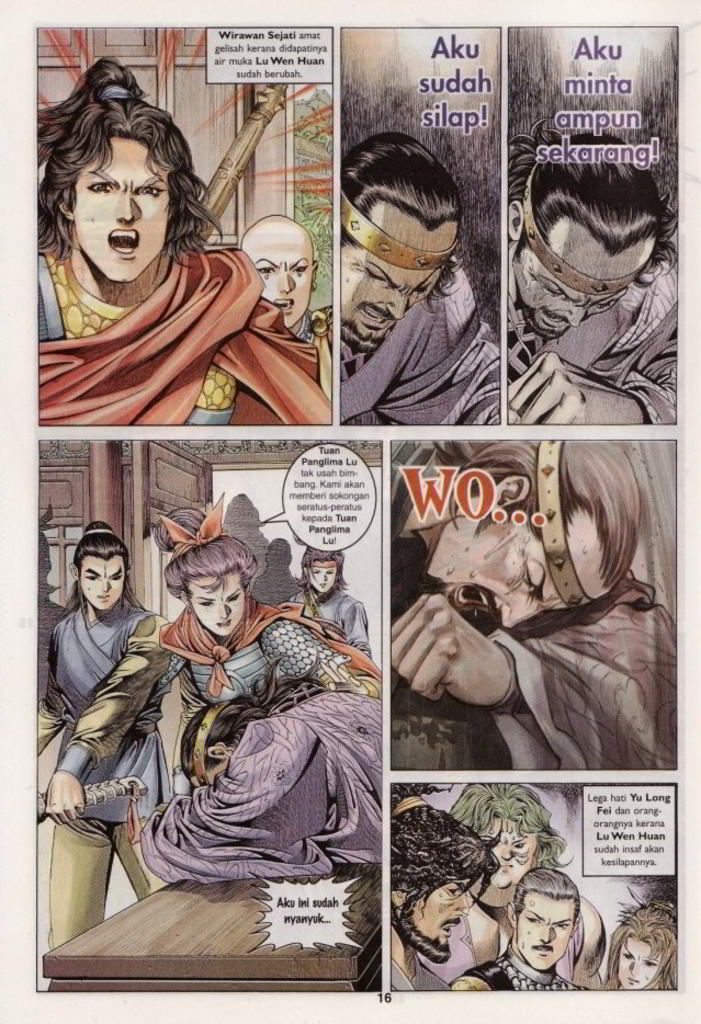 Wirawan Sejati amat
gelisah kerana didapatinya
air muka Lu Wen Huan
sudah berubah.
Aku
sudah
silap!
Aku
minta
ampun
sekarang!
Tuan
Panglima Lu
tak usah bim-
bang. Kami akan
memberi sokongan
seratus-peratus
kepada Tuan
Panglima
Lu!
Aku ini sudah
nyanyuk...
WO...
Lega hati Yu Long
Fei dan orang-
orangnya kerana
Lu Wen Huan
sudah insaf akan
kesilapannya.
16